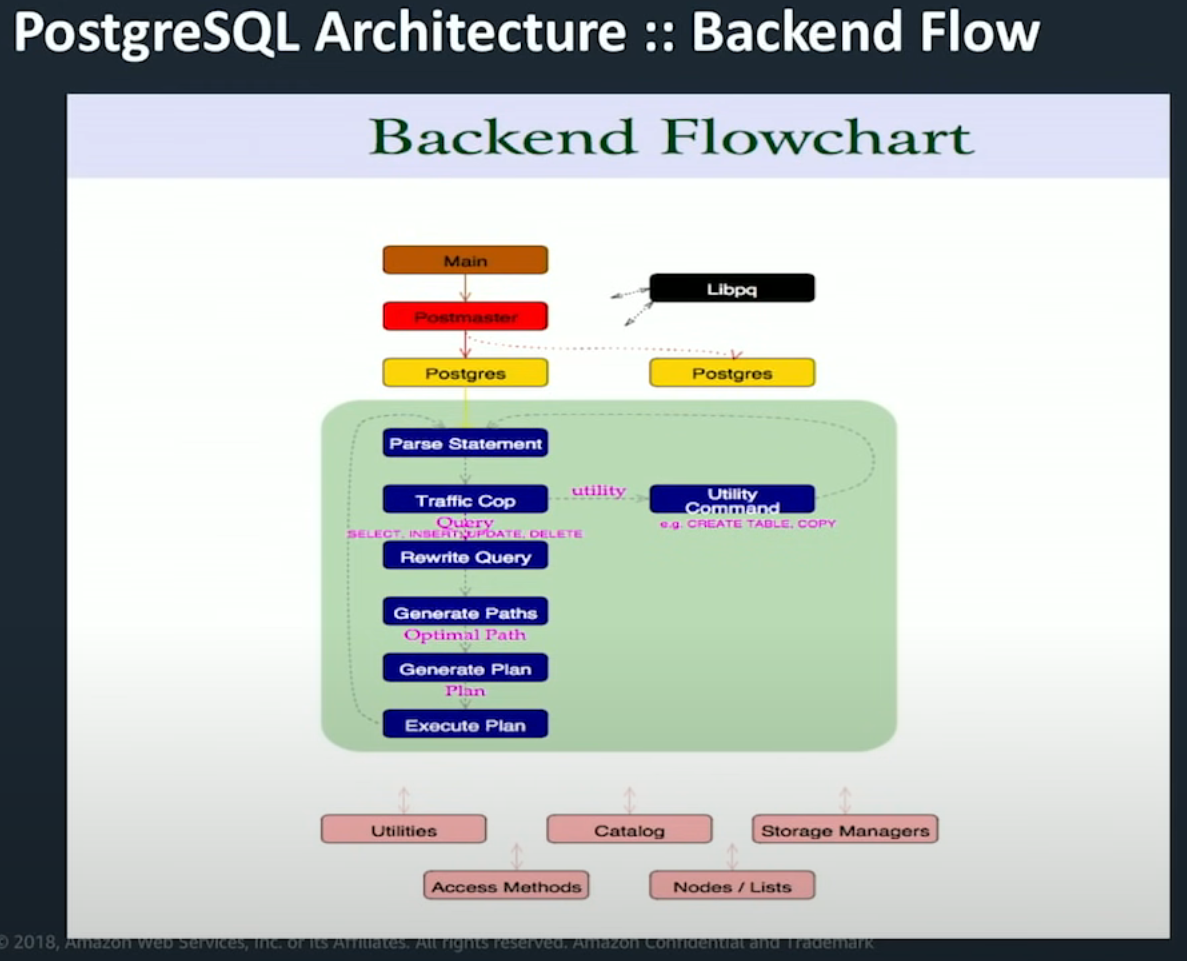 PostgreSQL Architecture :: Backend Flow
Backend Flowchart
Main
Libpq
Postmaster
Postgres
Postgres
Parse Statement
Traffic Cop
utility
Utility
Command
Query
e.g. CREATE TABLE, COPY
SELECT, INSERT, UPDATE, DELETE
Rewrite Query
Generate Paths
Optimal Path
Generate Plan
Plan
Execute Plan
Utilities
Catalog
Storage Managers
Access Methods
Nodes / Lists
© 2018, Amazon Web Services, Inc. or its Affiliates. All rights reserved. Amazon Confidential and Trademark